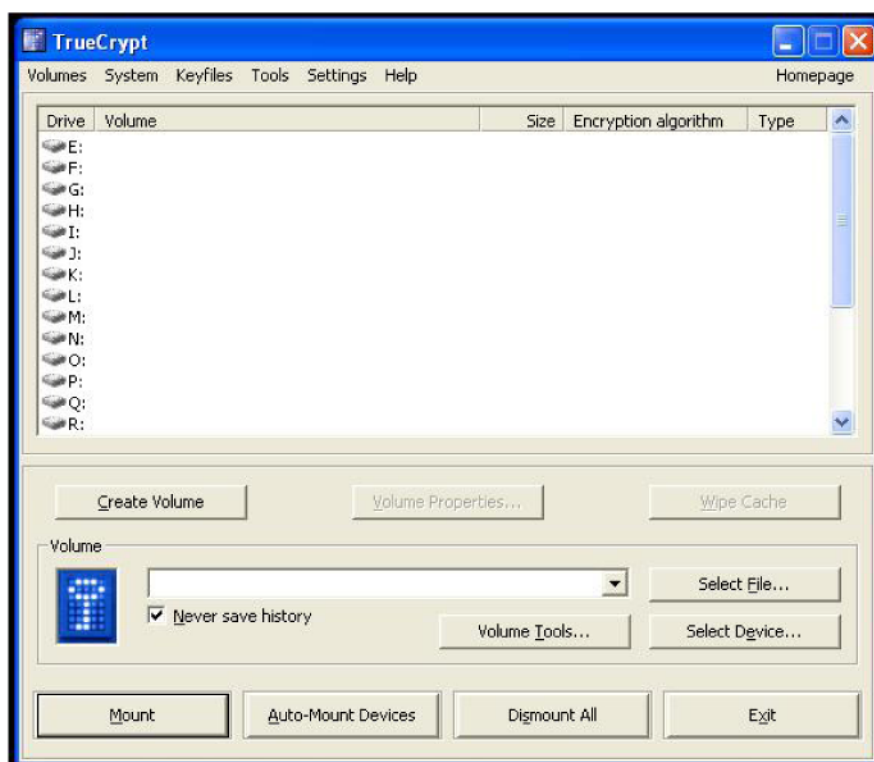 TrueCrypt
Volumes System Keyfiles Tools Settings Help Homepage
Drive Volume Size Encryption algorithm Type
E:
F:
G:
H:
I:
J:
K:
L:
M:
N:
O:
P:
Q:
R:
Create Volume Volume Properties... Wipe Cache
Volume
Select File...
Never save history
Volume Tools... Select Device...
Mount Auto-Mount Devices Dismount All Exit